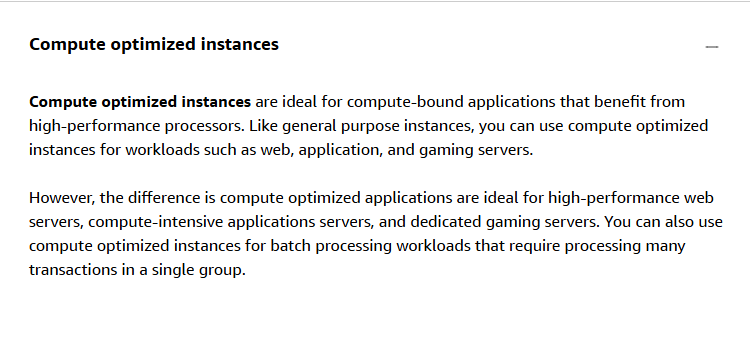 Compute optimized instances
Compute optimized instances are ideal for compute-bound applications that benefit from
high-performance processors. Like general purpose instances, you can use compute optimized
instances for workloads such as web, application, and gaming servers.
However, the difference is compute optimized applications are ideal for high-performance web
servers, compute-intensive applications servers, and dedicated gaming servers. You can also use
compute optimized instances for batch processing workloads that require processing many
transactions in a single group.